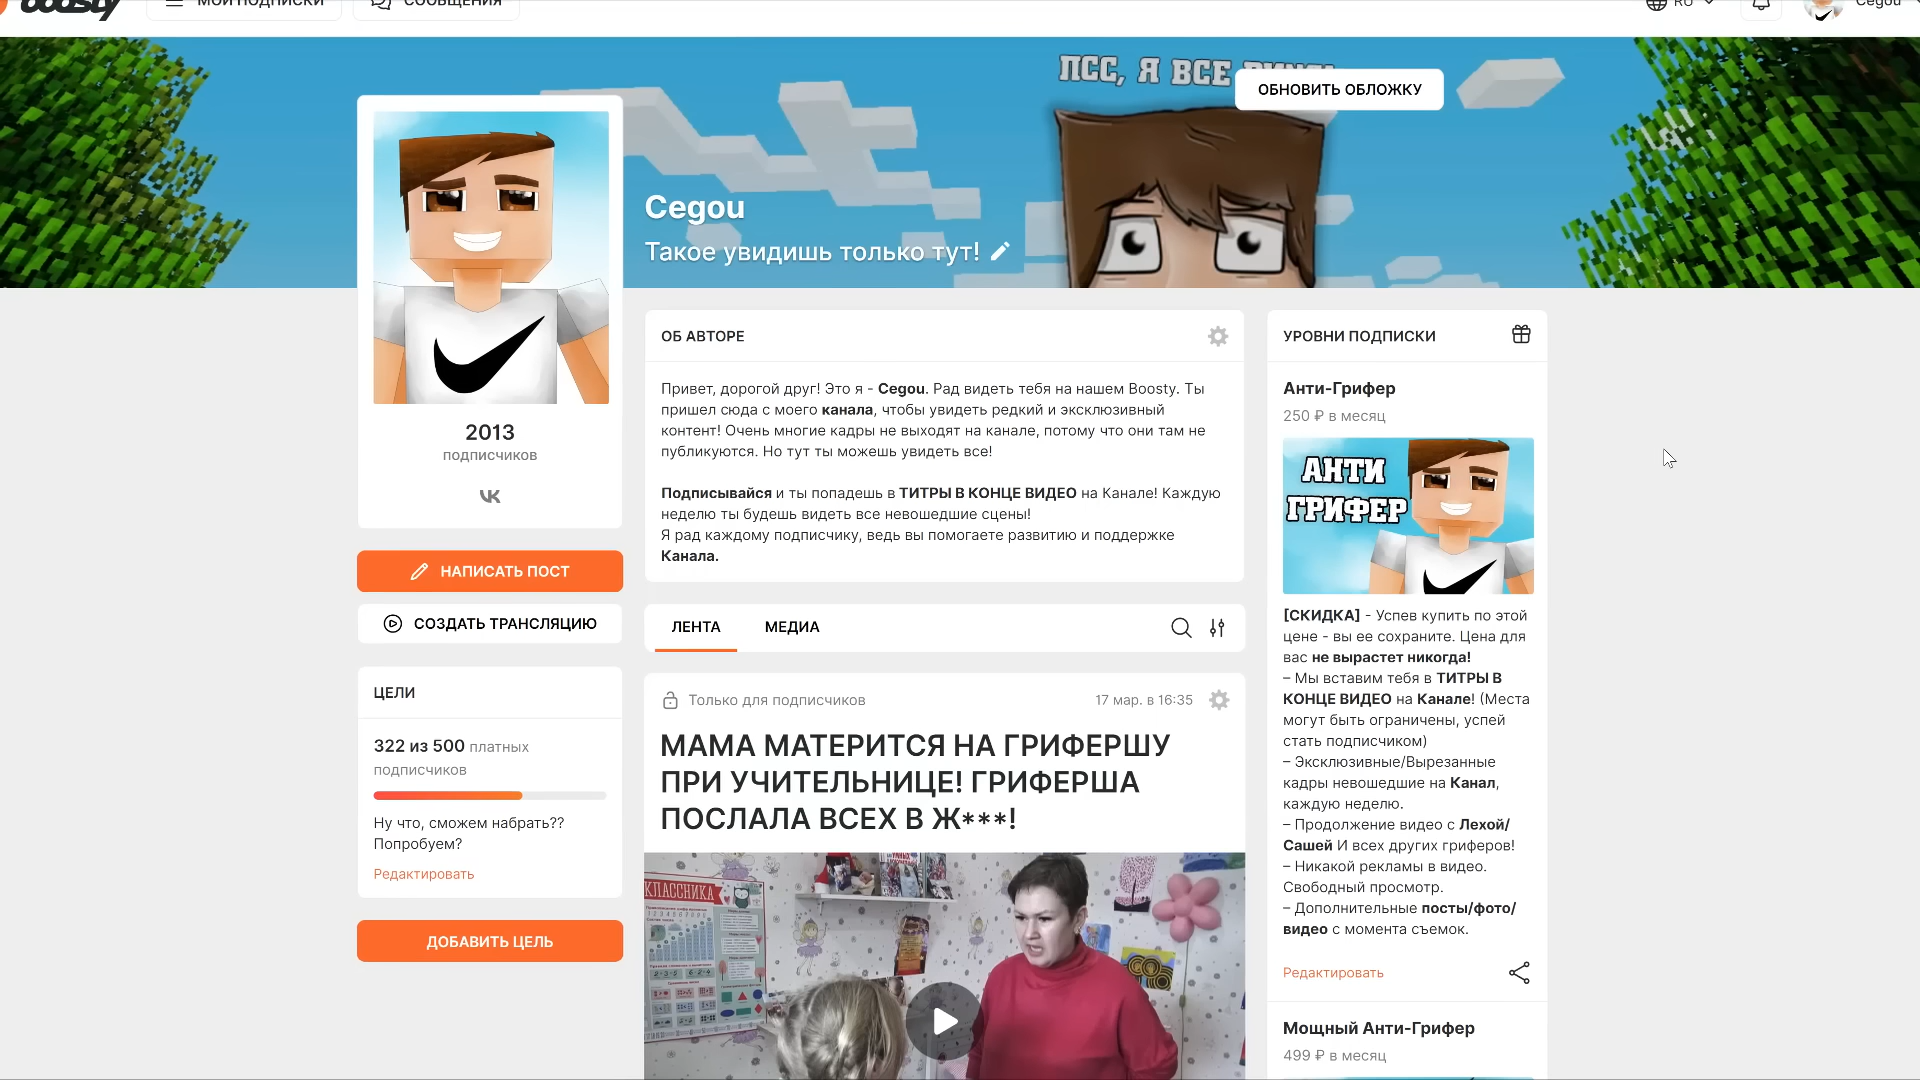 boosty
МОИ ПОДПИСКИ
СООБЩЕНИЯ
RU
Cegou
ПСС, Я ВСЕ
ОБНОВИТЬ ОБЛОЖКУ
Cegou
Такое увидишь только тут!
2013
подписчиков
НАПИСАТЬ ПОСТ
СОЗДАТЬ ТРАНСЛЯЦИЮ
ЦЕЛИ
322 из 500 платных
подписчиков
Ну что, сможем набрать??
Попробуем?
Редактировать
ДОБАВИТЬ ЦЕЛЬ
ОБ АВТОРЕ
Привет, дорогой друг! Это я - Cegou. Рад видеть тебя на нашем Boosty. Ты
пришел сюда с моего канала, чтобы увидеть редкий и эксклюзивный
контент! Очень многие кадры не выходят на канале, потому что они там не
публикуются. Но тут ты можешь увидеть все!
Подписывайся и ты попадешь в ТИТРЫ В КОНЦЕ ВИДЕО на Канале! Каждую
неделю ты будешь видеть все невошедшие сцены!
Я рад каждому подписчику, ведь вы помогаете развитию и поддержке
Канала.
ЛЕНТА
МЕДИА
Только для подписчиков
17 мар. в 16:35
МАМА МАТЕРИТСЯ НА ГРИФЕРШУ
ПРИ УЧИТЕЛЬНИЦЕ! ГРИФЕРША
ПОСЛАЛА ВСЕХ В Ж***!
КЛАССНИКА
УРОВНИ ПОДПИСКИ
Анти-Грифер
250 ₽ в месяц
АНТИ
ГРИФЕР
[СКИДКА] - Успев купить по этой
цене - вы ее сохраните. Цена для
вас не вырастет никогда!
– Мы вставим тебя в ТИТРЫ В
КОНЦЕ ВИДЕО на Канале! (Места
могут быть ограничены, успей
стать подписчиком)
– Эксклюзивные/Вырезанные
кадры невошедшие на Канал,
каждую неделю.
– Продолжение видео с Лехой/
Сашей И всех других гриферов!
– Никакой рекламы в видео.
Свободный просмотр.
– Дополнительные посты/фото/
видео с момента съемок.
Редактировать
Мощный Анти-Грифер
499 ₽ в месяц